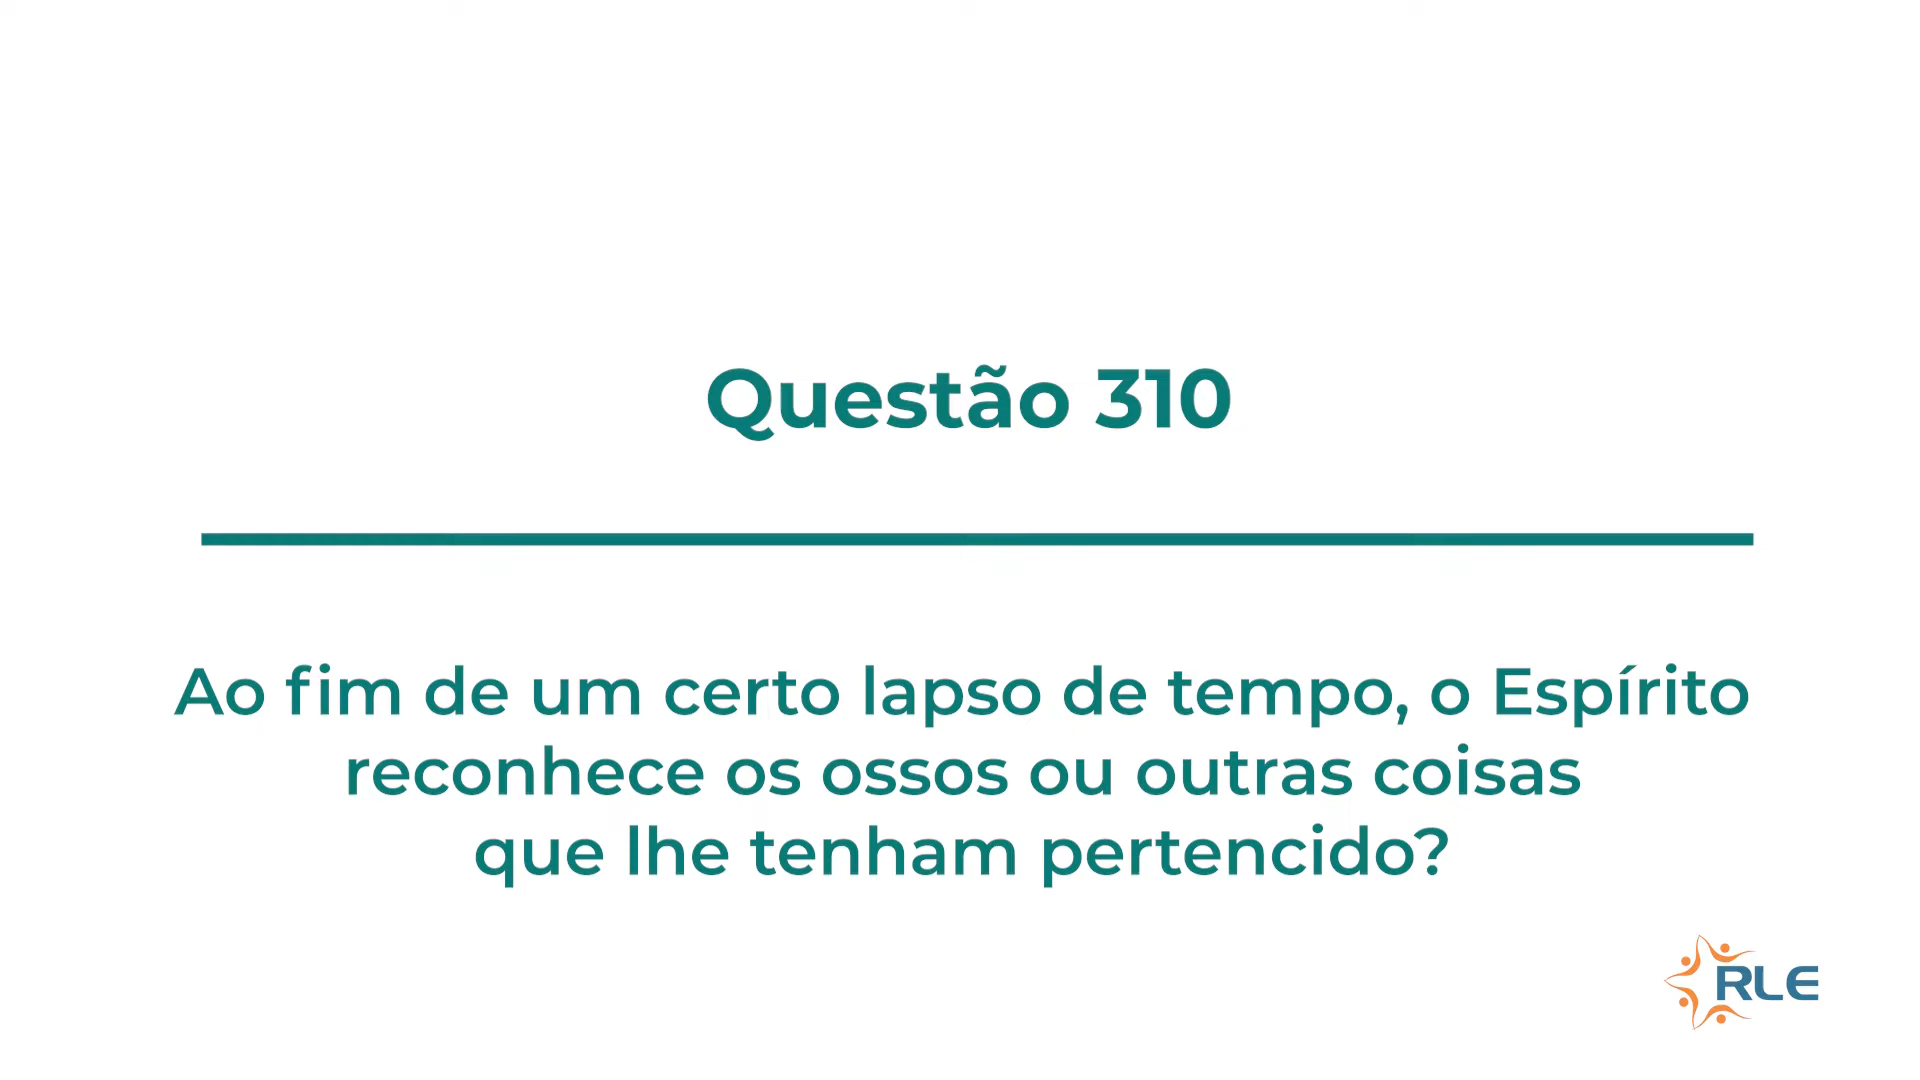 Questão 310
Ao fim de um certo lapso de tempo, o Espírito
reconhece os ossos ou outras coisas
que lhe tenham pertencido?
RLE